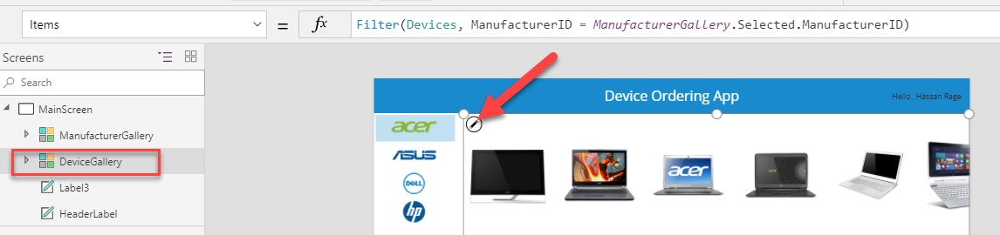 Items
= fx Filter(Devices, ManufacturerID = ManufacturerGallery.Selected.ManufacturerID)
Screens
Search
MainScreen
ManufacturerGallery
DeviceGallery
Label3
HeaderLabel
Device Ordering App
Hello , Hassan Rage
acer
ASUS
DELL
hp
acer